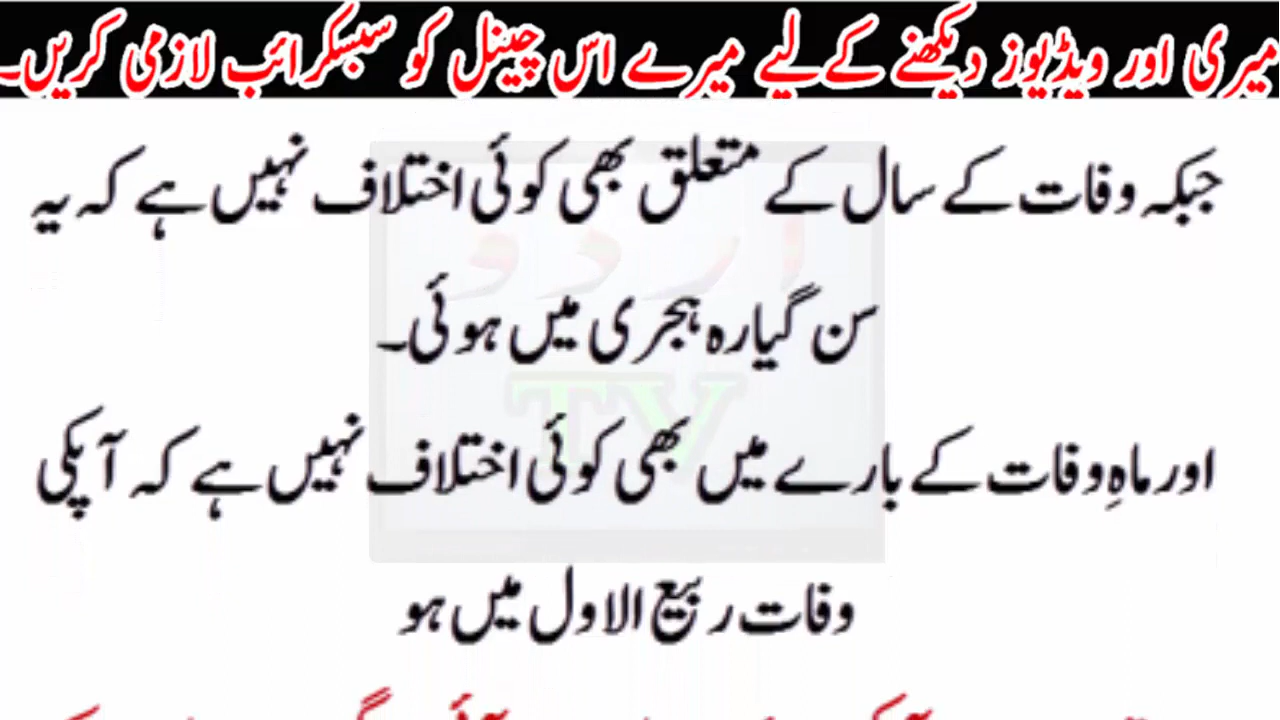 میری اور ویڈیوز دیکھنے کے لیے میرے اس چینل کو سبسکرائب لازمی کریں۔
جبکہ وفات کے سال کے متعلق بھی کوئی اختلاف نہیں ہے کہ یہ
سن گیارہ ہجری میں ہوئی۔
اور ماہِ وفات کے بارے میں بھی کوئی اختلاف نہیں ہے کہ آپکی
وفات ربیع الاول میں ہو
اردو
TV